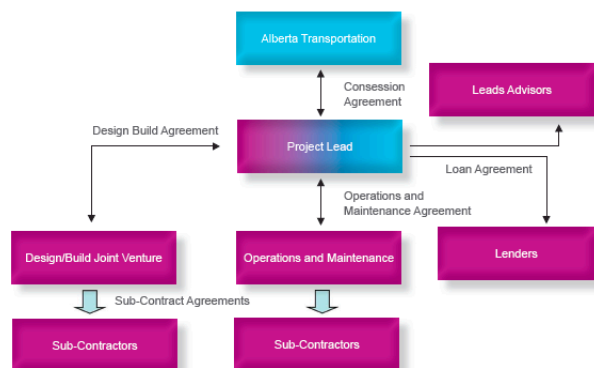 Alberta Transportation
Consession
Agreement
Leads Advisors
Design Build Agreement
Project Lead
Loan Agreement
Operations and
Maintenance Agreement
Design/Build Joint Venture
Operations and Maintenance
Lenders
Sub-Contract Agreements
Sub-Contractors
Sub-Contractors